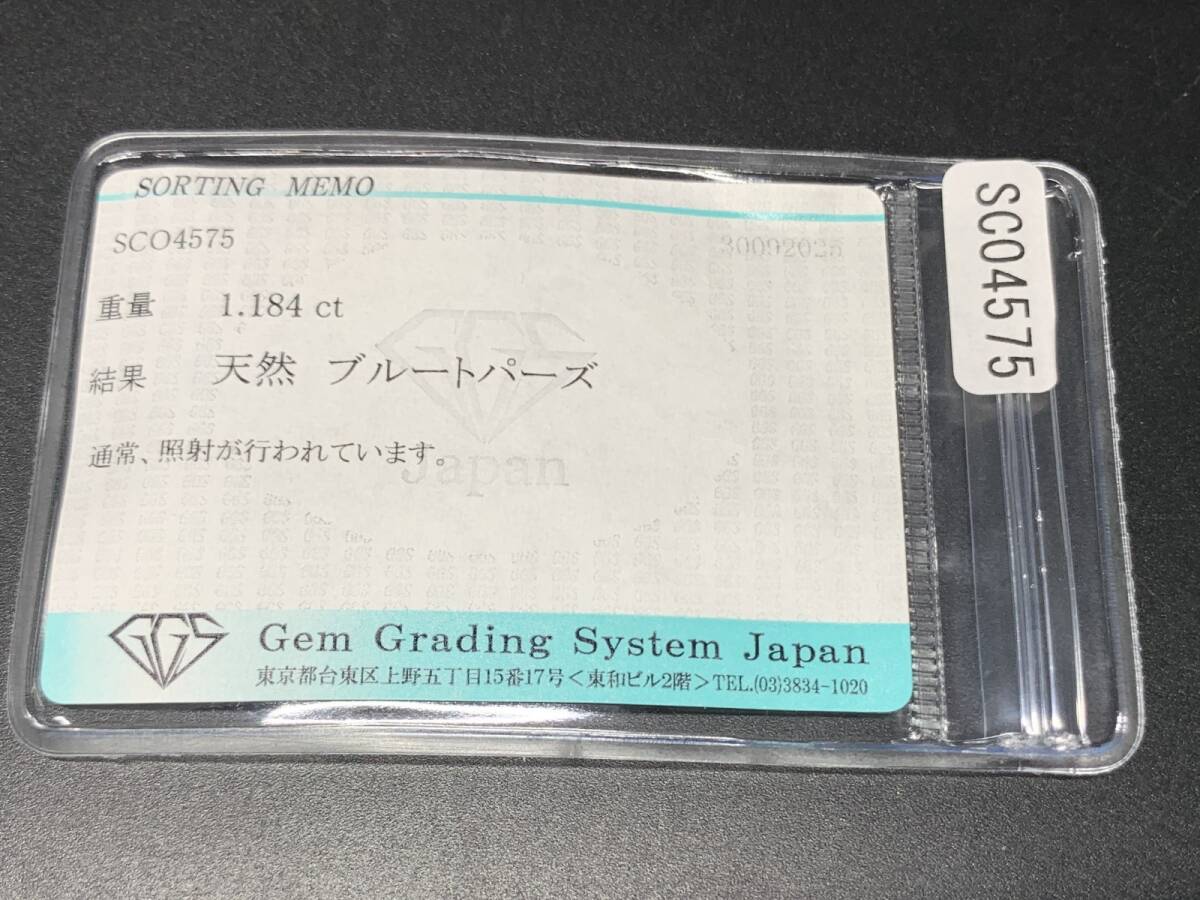 SORTING MEMO
SCO4575
30092025
重量 1.184 ct
結果 天然 ブルートパーズ
通常、照射が行われています。
GGS
Japan
GGS Gem Grading System Japan
東京都台東区上野五丁目15番17号＜東和ビル2階＞TEL.(03)3834-1020
SCO4575